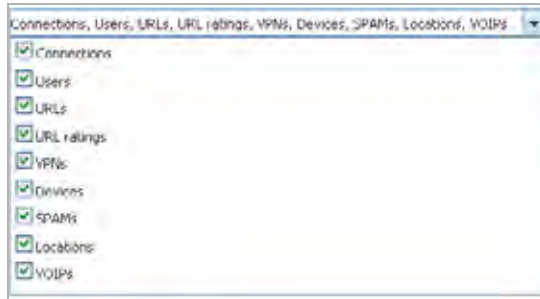 Connections, Users, URLs, URL ratings, VPNs, Devices, SPAMs, Locations, VOIPs
Connections
Users
URLs
URL ratings
VPNs
Devices
SPAMs
Locations
VOIPs